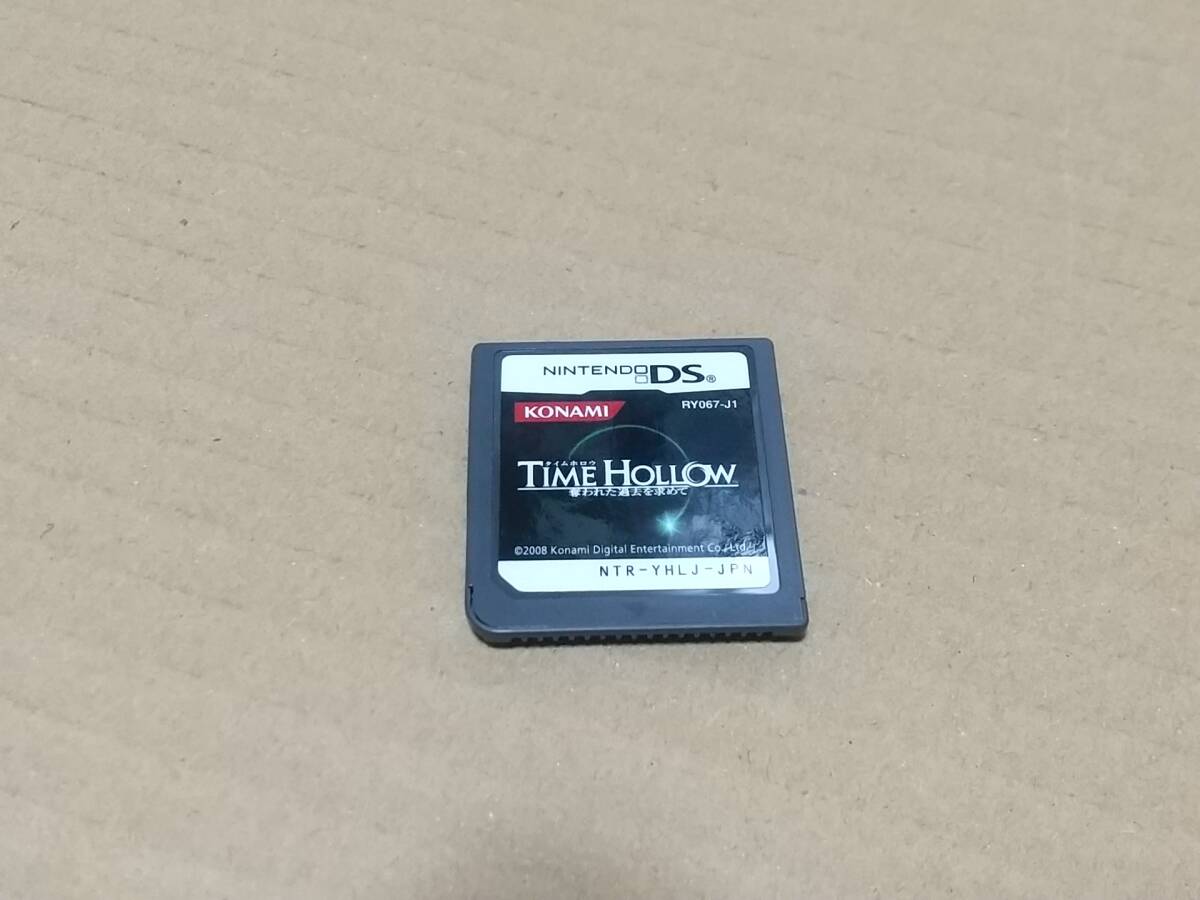 NINTENDO DS®
KONAMI
RY067-J1
タイムホロウ
TIME HOLLOW
奪われた過去を求めて
©2008 Konami Digital Entertainment Co., Ltd.
NTR-YHLJ-JPN